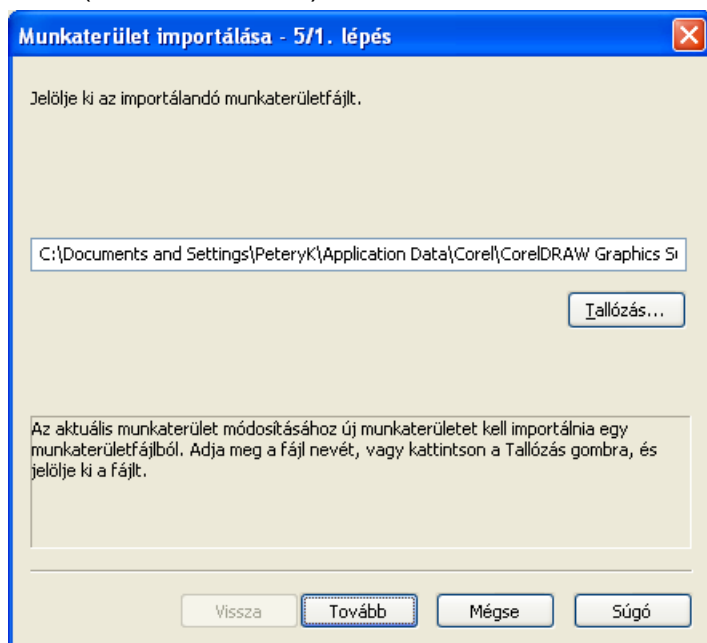 Munkaterület importálása - 5/1. lépés
Jelölje ki az importálandó munkaterületfájlt.
C:\Documents and Settings\PeteryK\Application Data\Corel\CorelDRAW Graphics
Tallózás...
Az aktuális munkaterület módosításához új munkaterületet kell importálnia egy
munkaterületfájlból. Adja meg a fájl nevét, vagy kattintson a Tallózás gombra, és
jelölje ki a fájlt.
Vissza Tovább Mégse Súgó